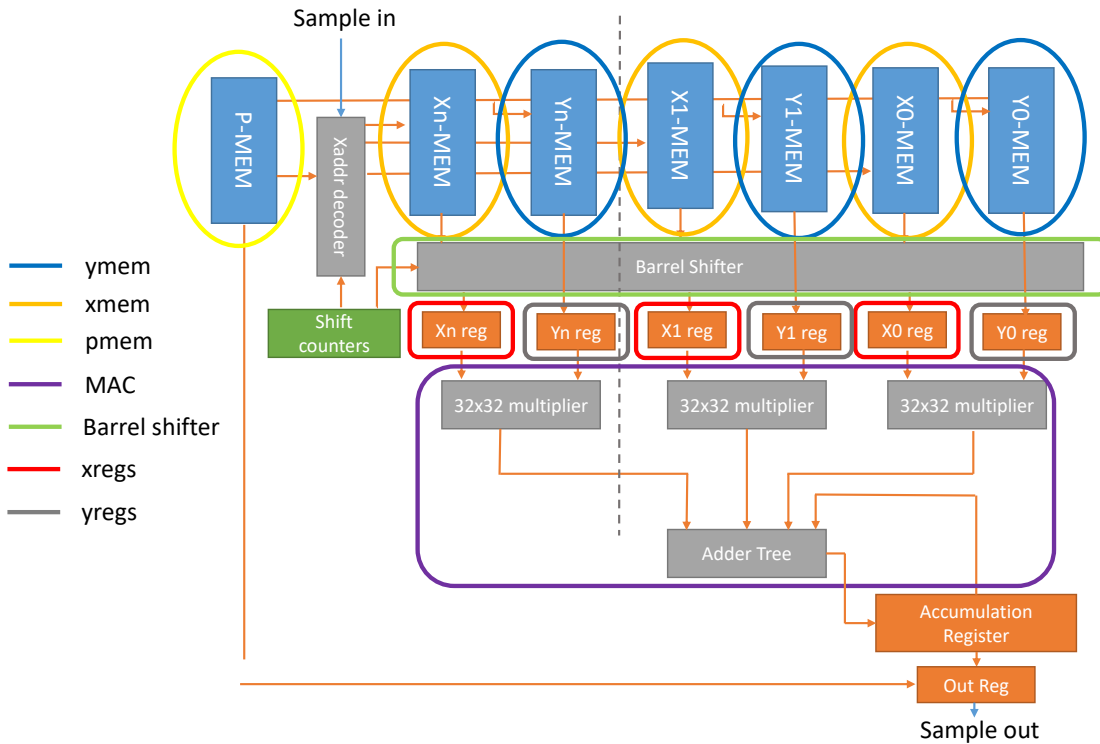 Sample in
P-MEM
Xaddr decoder
Xn-MEM
Yn-MEM
X1-MEM
Y1-MEM
X0-MEM
Y0-MEM
Barrel Shifter
ymem
xmem
pmem
MAC
Barrel shifter
xregs
yregs
Shift
counters
Xn reg
Yn reg
X1 reg
Y1 reg
X0 reg
Y0 reg
32x32 multiplier
32x32 multiplier
32x32 multiplier
Adder Tree
Accumulation
Register
Out Reg
Sample out